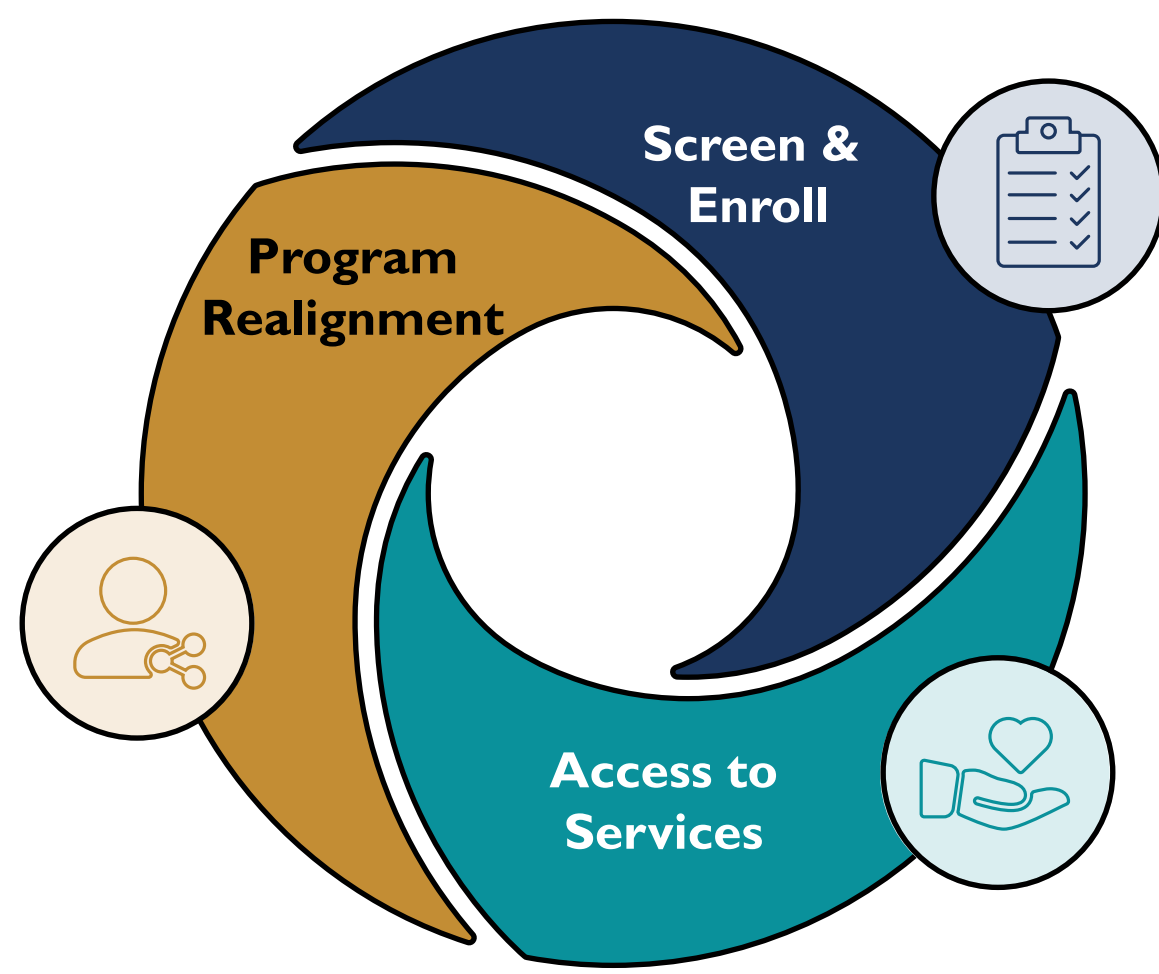 Screen &
Enroll
Program
Realignment
Access to
Services